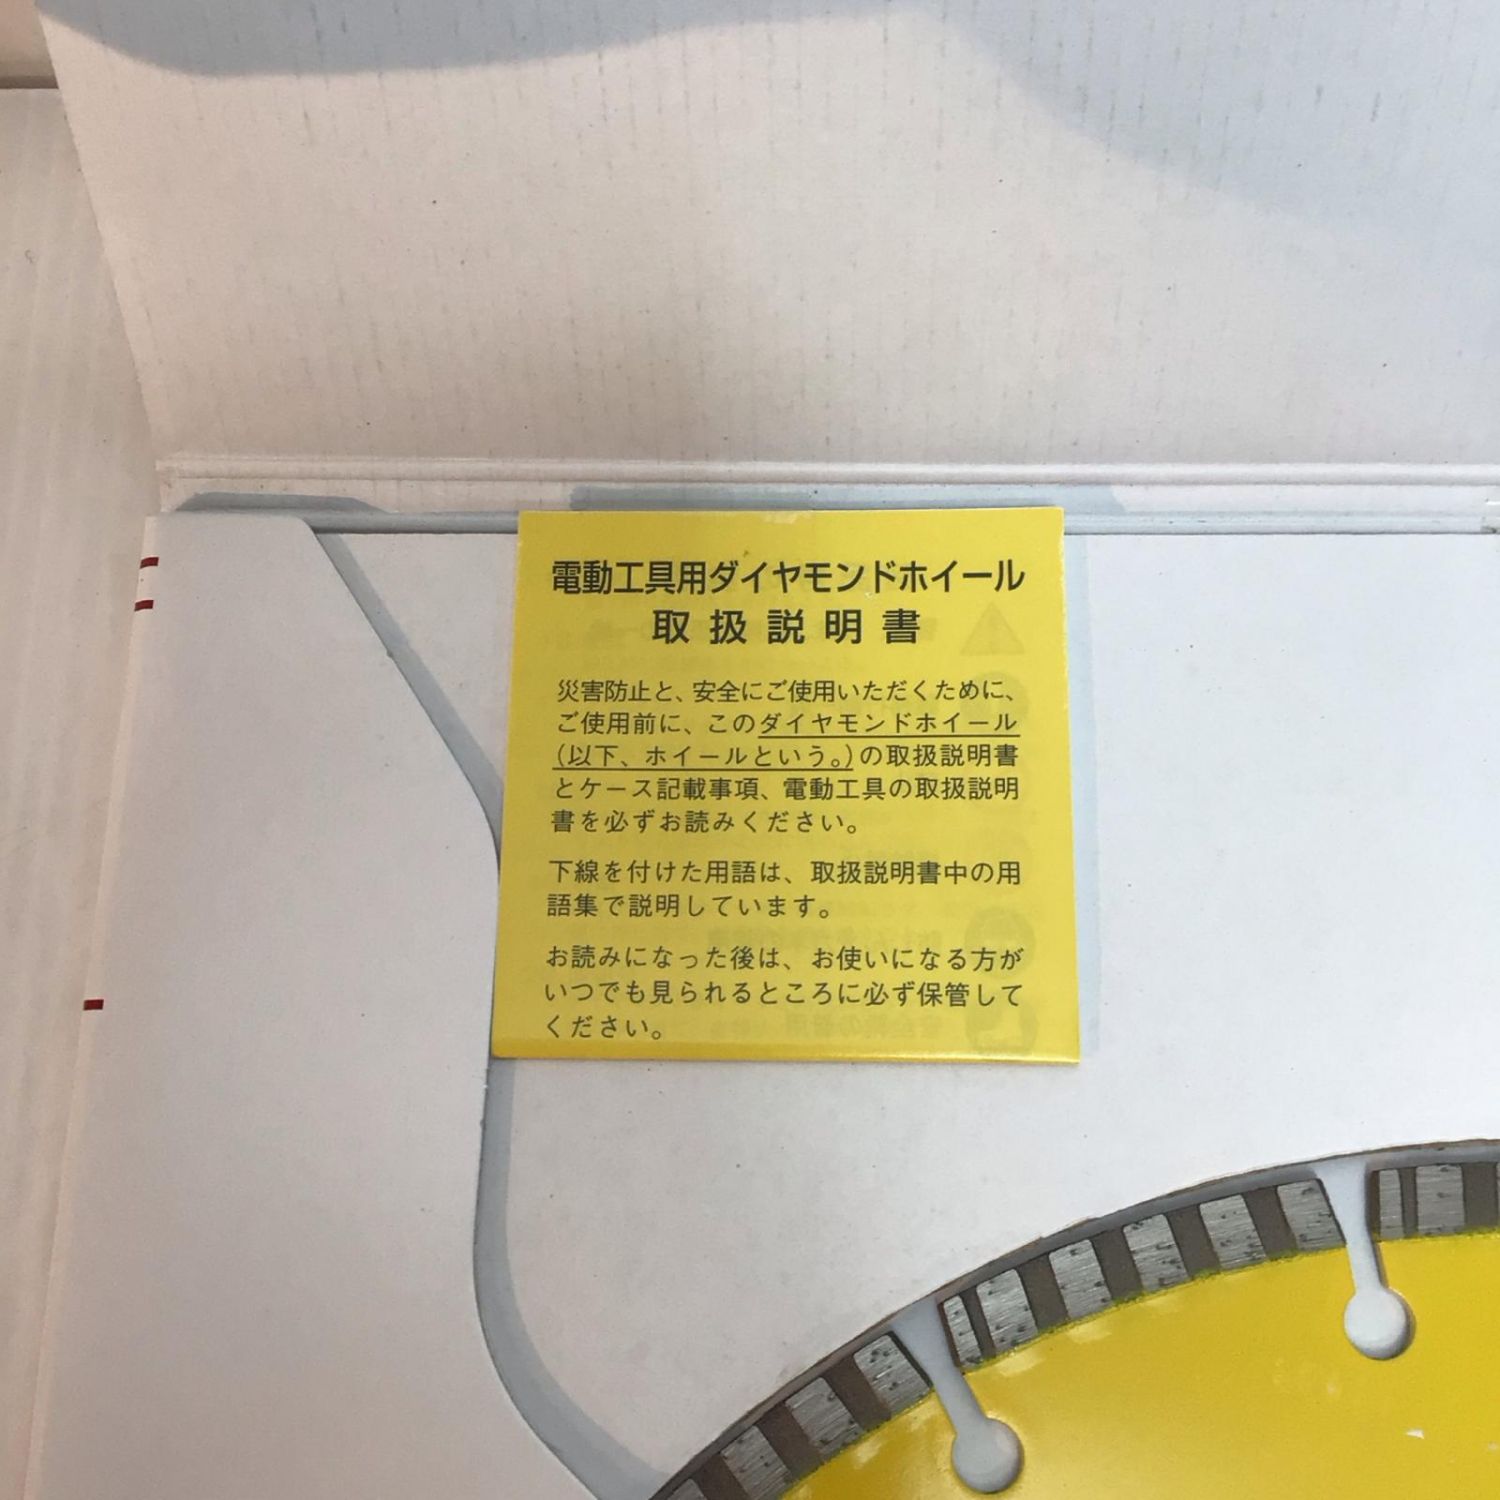 電動工具用ダイヤモンドホイール
取扱説明書
災害防止と、安全にご使用いただくために、
ご使用前に、このダイヤモンドホイール
(以下、ホイールという。)の取扱説明書
とケース記載事項、電動工具の取扱説明
書を必ずお読みください。
下線を付けた用語は、取扱説明書中の用
語集で説明しています。
お読みになった後は、お使いになる方が
いつでも見られるところに必ず保管して
ください。